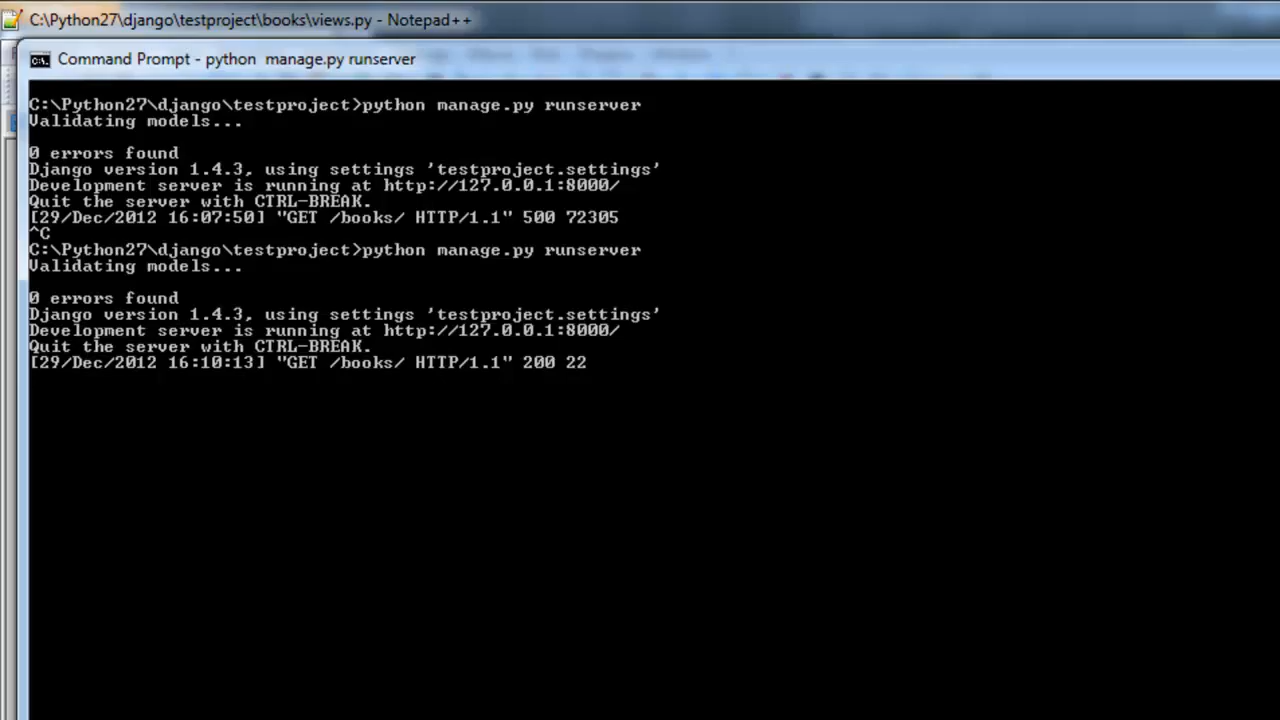 C:\Python27\django\testproject\books\views.py - Notepad++
Command Prompt - python  manage.py runserver
C:\Python27\django\testproject>python manage.py runserver
Validating models...
0 errors found
Django version 1.4.3, using settings 'testproject.settings'
Development server is running at http://127.0.0.1:8000/
Quit the server with CTRL-BREAK.
[29/Dec/2012 16:07:50] "GET /books/ HTTP/1.1" 500 72305
^C
C:\Python27\django\testproject>python manage.py runserver
Validating models...
0 errors found
Django version 1.4.3, using settings 'testproject.settings'
Development server is running at http://127.0.0.1:8000/
Quit the server with CTRL-BREAK.
[29/Dec/2012 16:10:13] "GET /books/ HTTP/1.1" 200 22